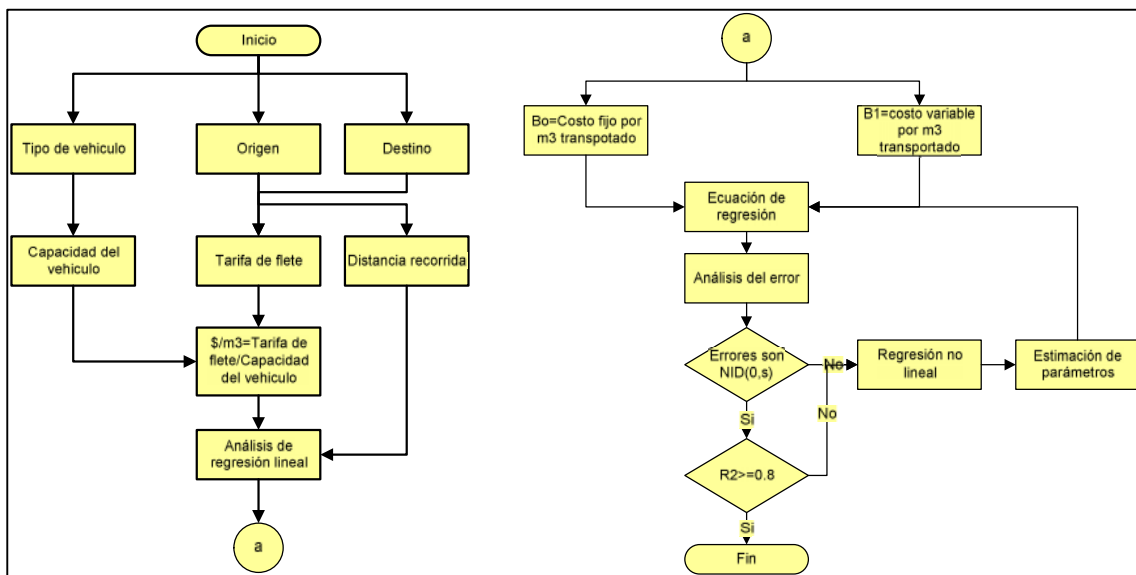 Inicio
Tipo de vehiculo
Origen
Destino
Capacidad del
vehiculo
Tarifa de flete
Distancia recorrida
$/m3=Tarifa de
flete/Capacidad
del vehiculo
Análisis de
regresión lineal
a
a
Bo=Costo fijo por
m3 transpotado
B1=costo variable
por m3
transportado
Ecuación de
regresión
Análisis del error
Errores son
NID(0,s)
No
Regresión no
lineal
Estimación de
parámetros
Si
No
R2>=0.8
Si
Fin